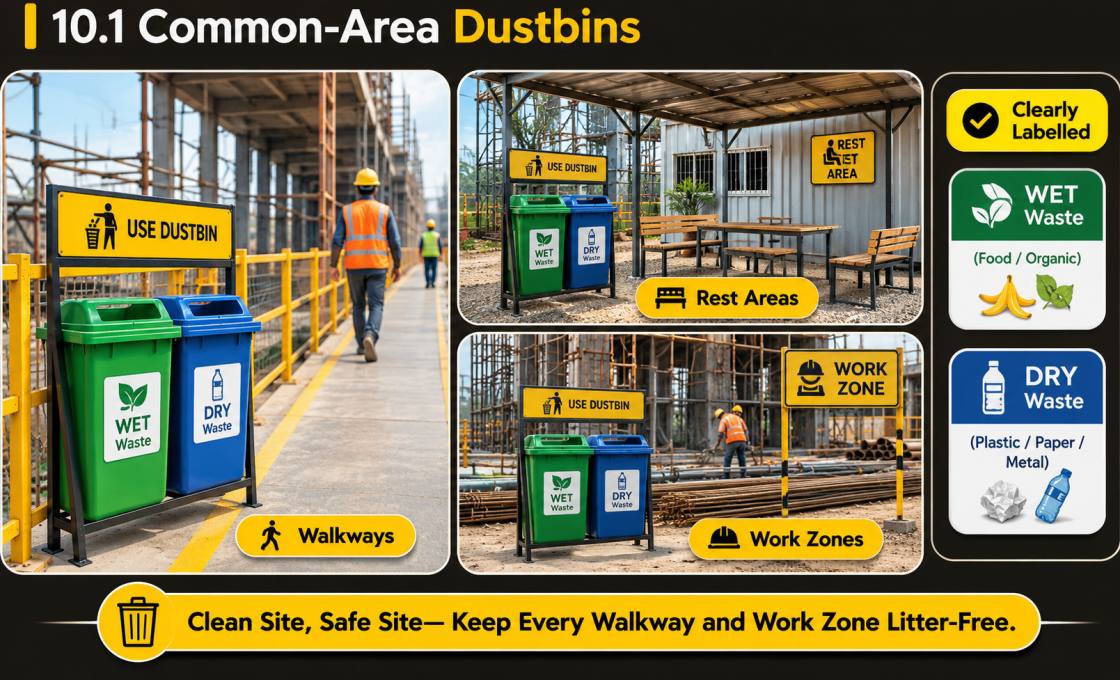 10.1 Common-Area Dustbins
USE DUSTBIN
WET
Waste
DRY
Waste
Walkways
USE DUSTBIN
WET
Waste
DRY
Waste
REST
AREA
Rest Areas
USE DUSTBIN
WET
Waste
DRY
Waste
WORK
ZONE
Work Zones
Clearly
Labelled
WET
Waste
(Food / Organic)
DRY
Waste
(Plastic / Paper /
Metal)
Clean Site, Safe Site— Keep Every Walkway and Work Zone Litter-Free.